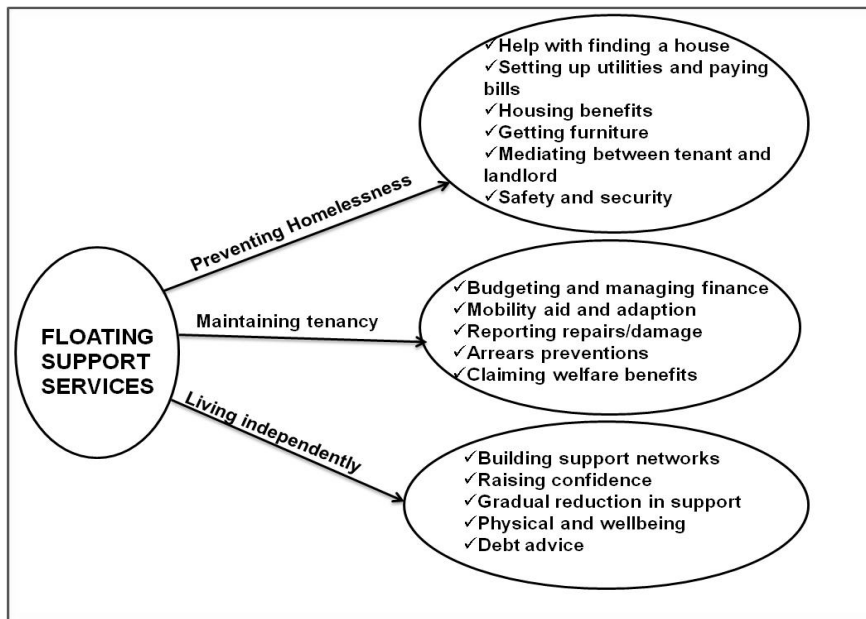 FLOATING
SUPPORT
SERVICES
Preventing Homelessness
✓Help with finding a house
✓Setting up utilities and paying
bills
✓Housing benefits
✓Getting furniture
✓Mediating between tenant and
landlord
✓Safety and security
Maintaining tenancy
✓Budgeting and managing finance
✓Mobility aid and adaption
✓Reporting repairs/damage
✓Arrears preventions
✓Claiming welfare benefits
Living independently
✓Building support networks
✓Raising confidence
✓Gradual reduction in support
✓Physical and wellbeing
✓Debt advice